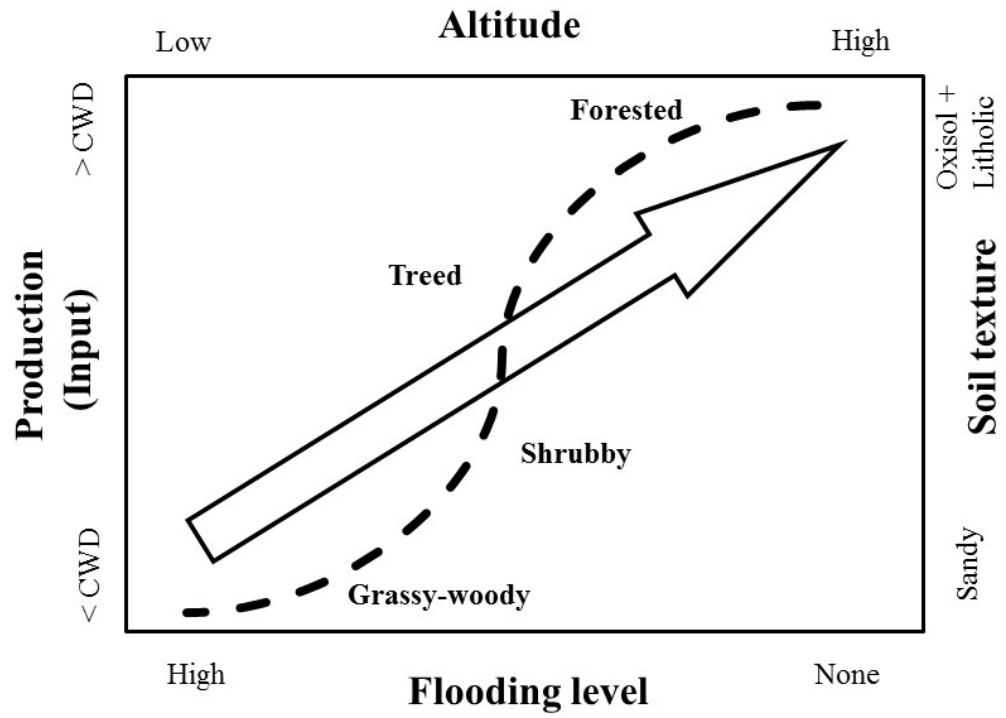 Altitude
Low
High
> CWD
Oxisol +
Litholic
Forested
Treed
Production
(Input)
Soil texture
Shrubby
< CWD
Sandy
Grassy-woody
High
None
Flooding level